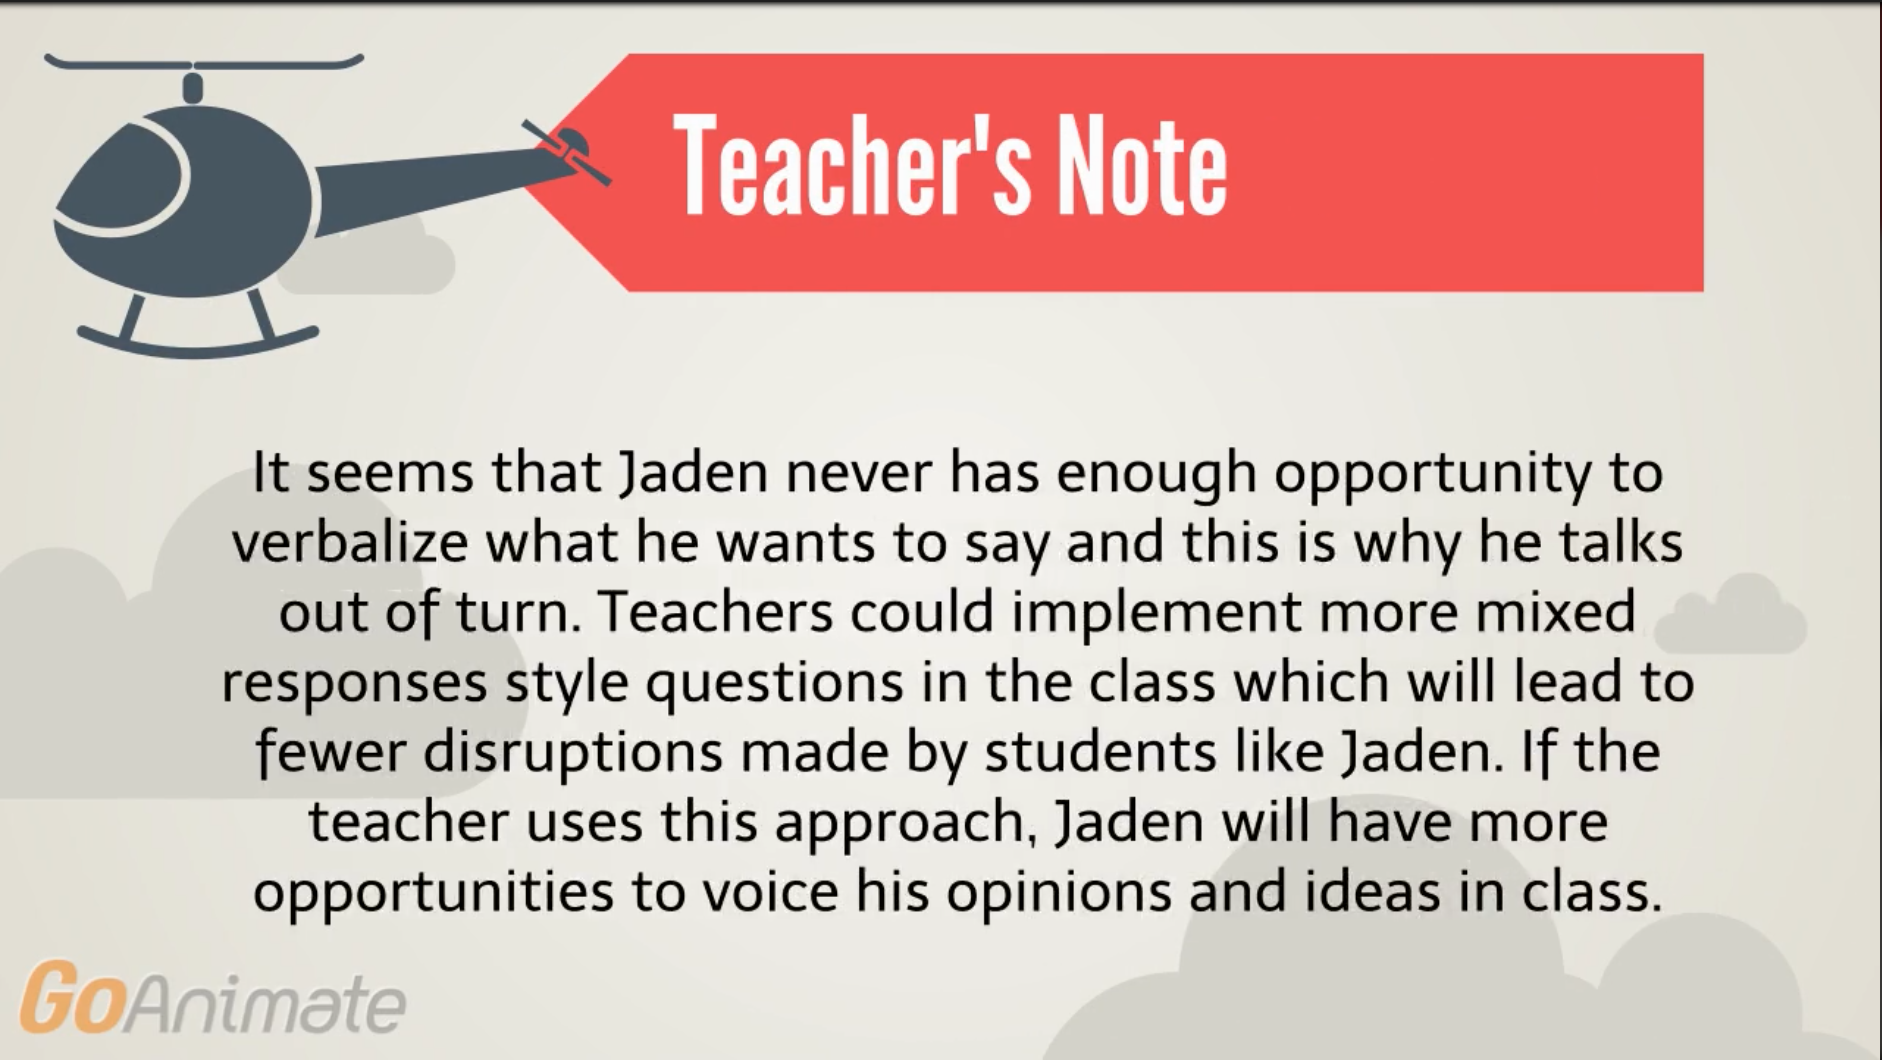 Teacher's Note
It seems that Jaden never has enough opportunity to
verbalize what he wants to say and this is why he talks
out of turn. Teachers could implement more mixed
responses style questions in the class which will lead to
fewer disruptions made by students like Jaden. If the
teacher uses this approach, Jaden will have more
opportunities to voice his opinions and ideas in class.
GoAnimate